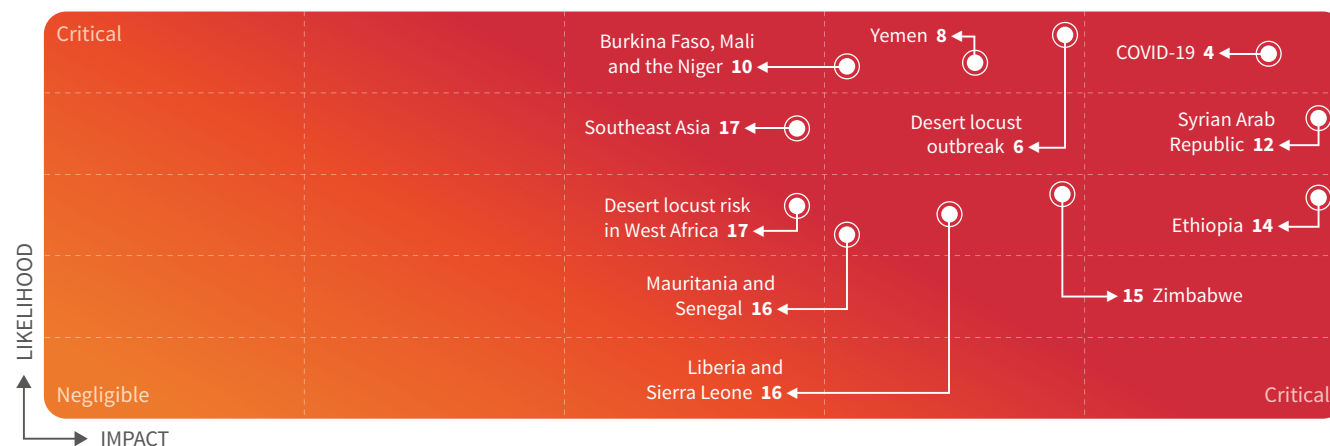 Critical
Burkina Faso, Mali
and the Niger 10
Yemen 8
COVID-19 4
Southeast Asia 17
Desert locust
outbreak 6
Syrian Arab
Republic 12
Desert locust risk
in West Africa 17
Ethiopia 14
Mauritania and
Senegal 16
15 Zimbabwe
Liberia and
Sierra Leone 16
Negligible
Critical
LIKELIHOOD
IMPACT